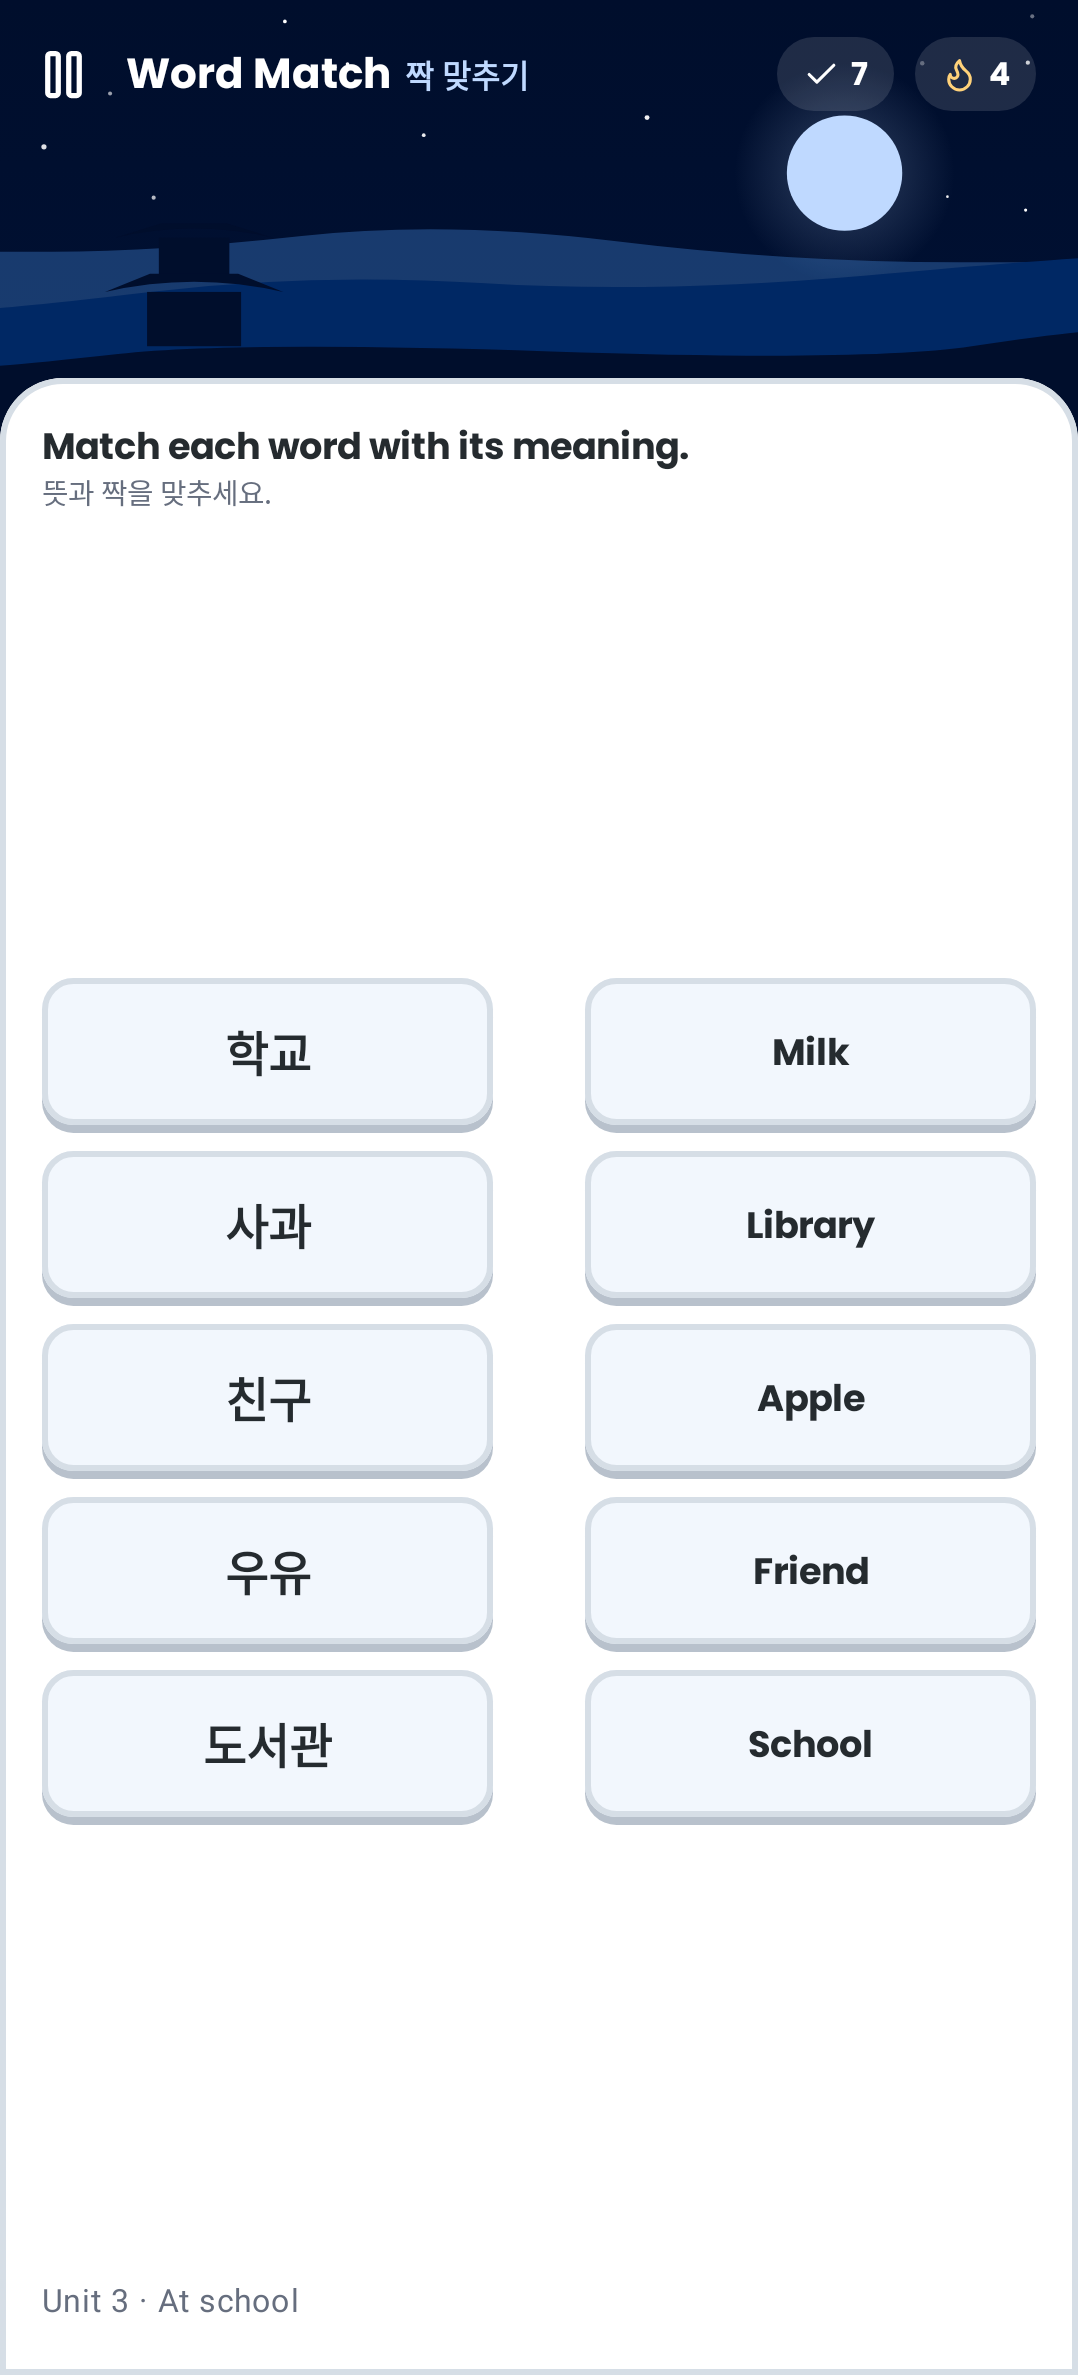 Word Match 짝 맞추기
7
4
Match each word with its meaning.
뜻과 짝을 맞추세요.
학교
Milk
사과
Library
친구
Apple
우유
Friend
도서관
School
Unit 3 · At school